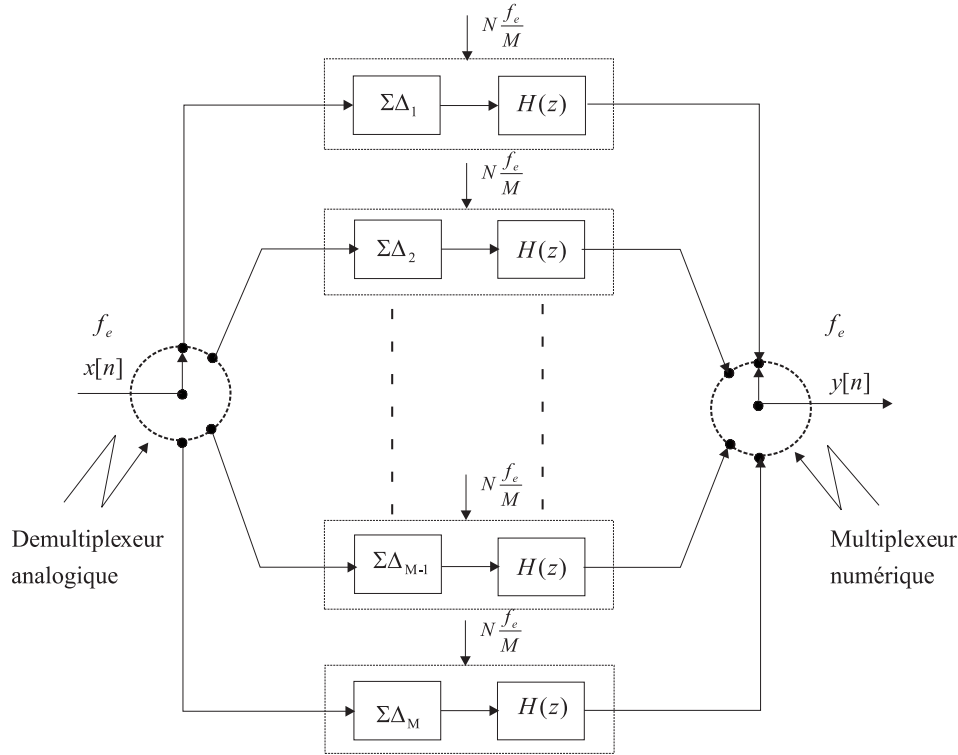 N f_e/M
ΣΔ_1 H(z)
N f_e/M
ΣΔ_2 H(z)
f_e f_e
x[n] y[n]
N f_e/M
Demultiplexeur
analogique
ΣΔ_M-1 H(z)
Multiplexeur
numérique
N f_e/M
ΣΔ_M H(z)